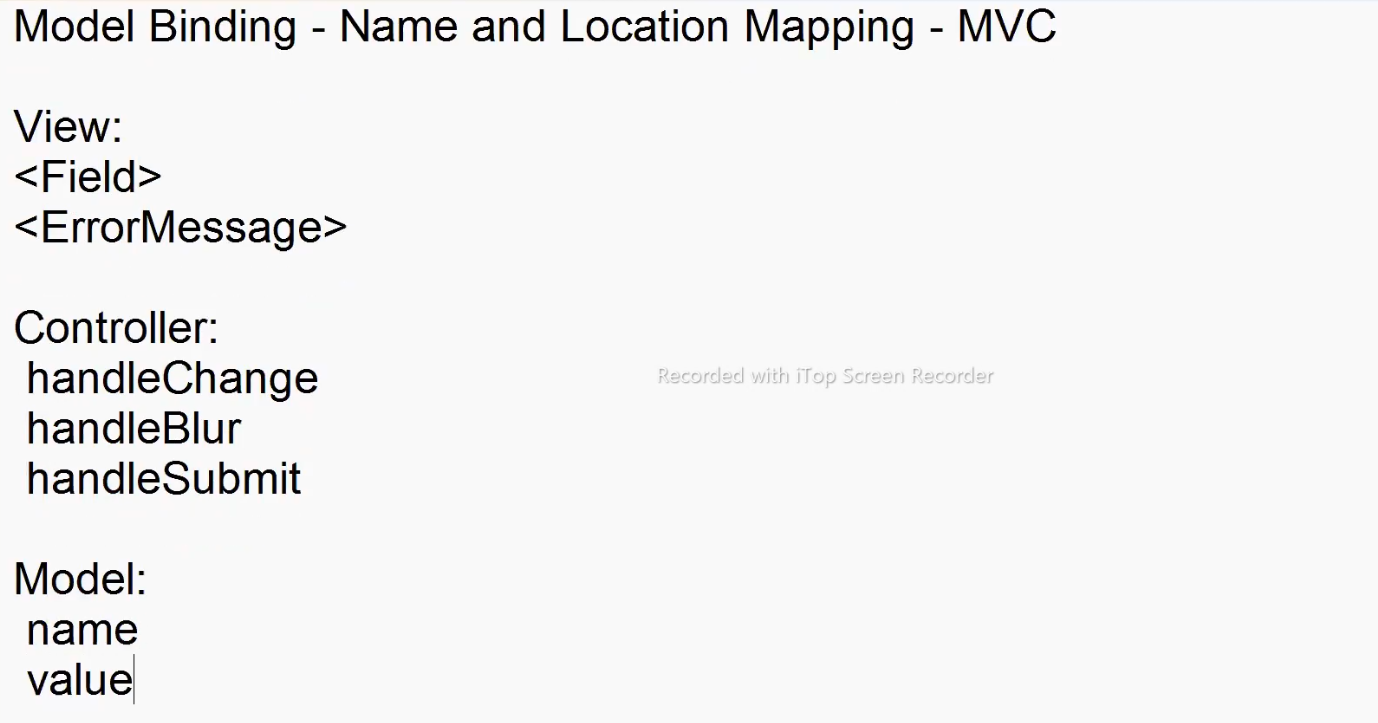 Model Binding - Name and Location Mapping - MVC
View:
<Field>
<ErrorMessage>
Controller:
handleChange
Recorded with iTop Screen Recorder
handleBlur
handleSubmit
Model:
name
value